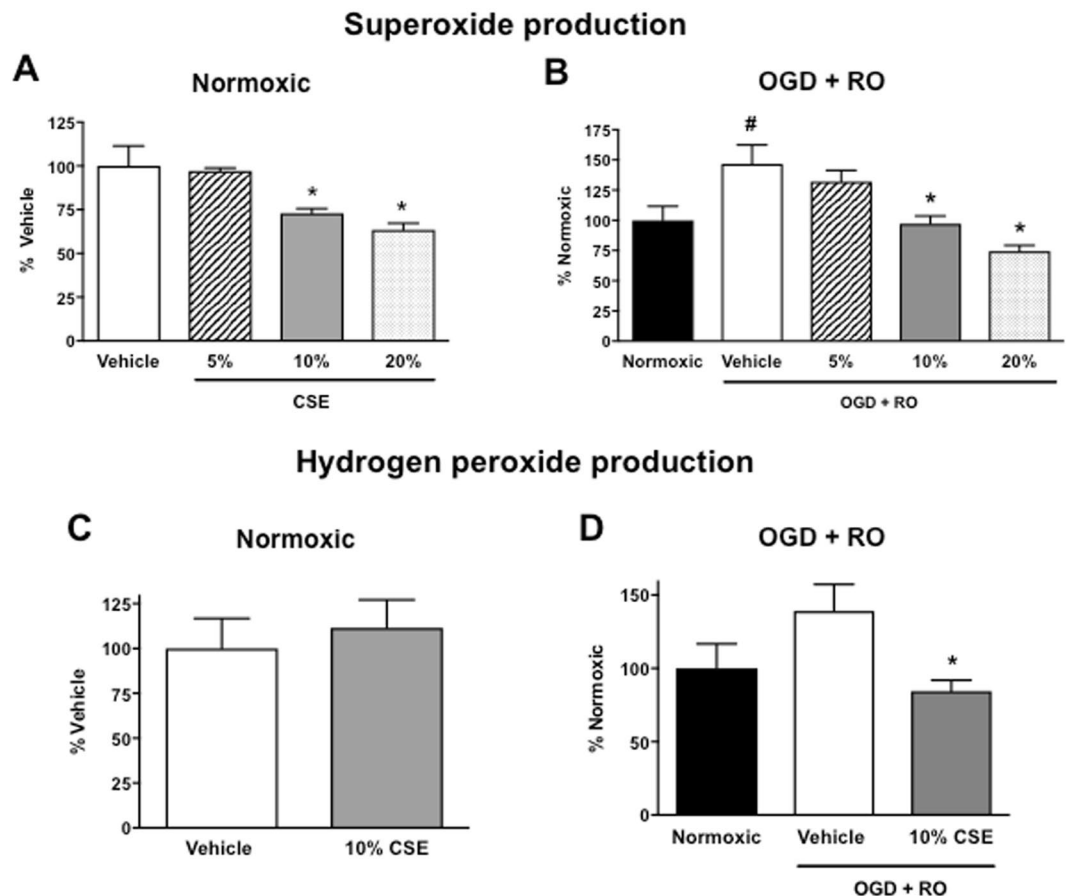 Superoxide production
A
Normoxic
% Vehicle
125
100
75
50
25
0
*
*
Vehicle 5% 10% 20%
CSE
B
OGD + RO
% Normoxic
175
150
125
100
75
50
25
0
#
*
*
Normoxic Vehicle 5% 10% 20%
OGD + RO
Hydrogen peroxide production
C
Normoxic
% Vehicle
125
100
75
50
25
0
Vehicle 10% CSE
D
OGD + RO
% Normoxic
150
100
50
0
*
Normoxic Vehicle 10% CSE
OGD + RO